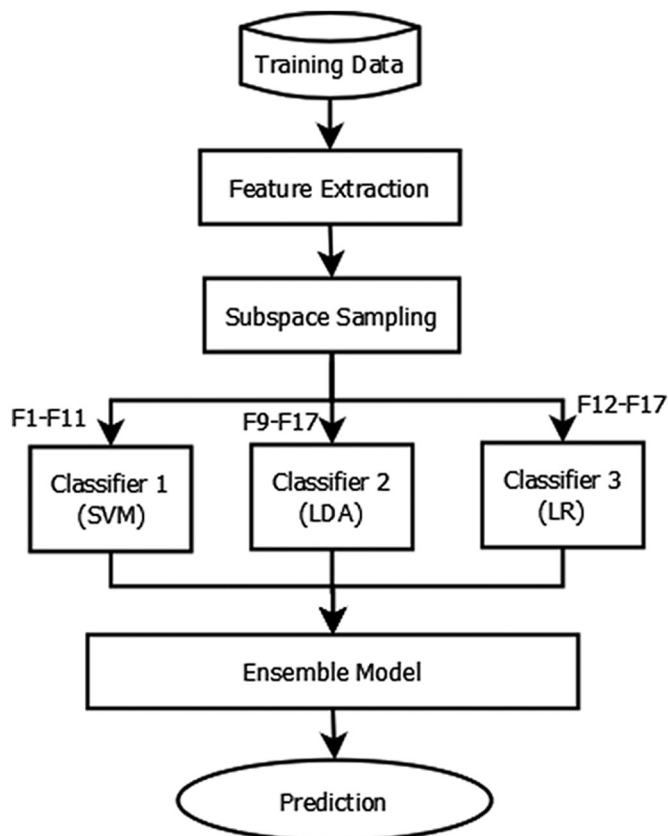 Training Data
Feature Extraction
Subspace Sampling
F1-F11
F9-F17
F12-F17
Classifier 1
(SVM)
Classifier 2
(LDA)
Classifier 3
(LR)
Ensemble Model
Prediction